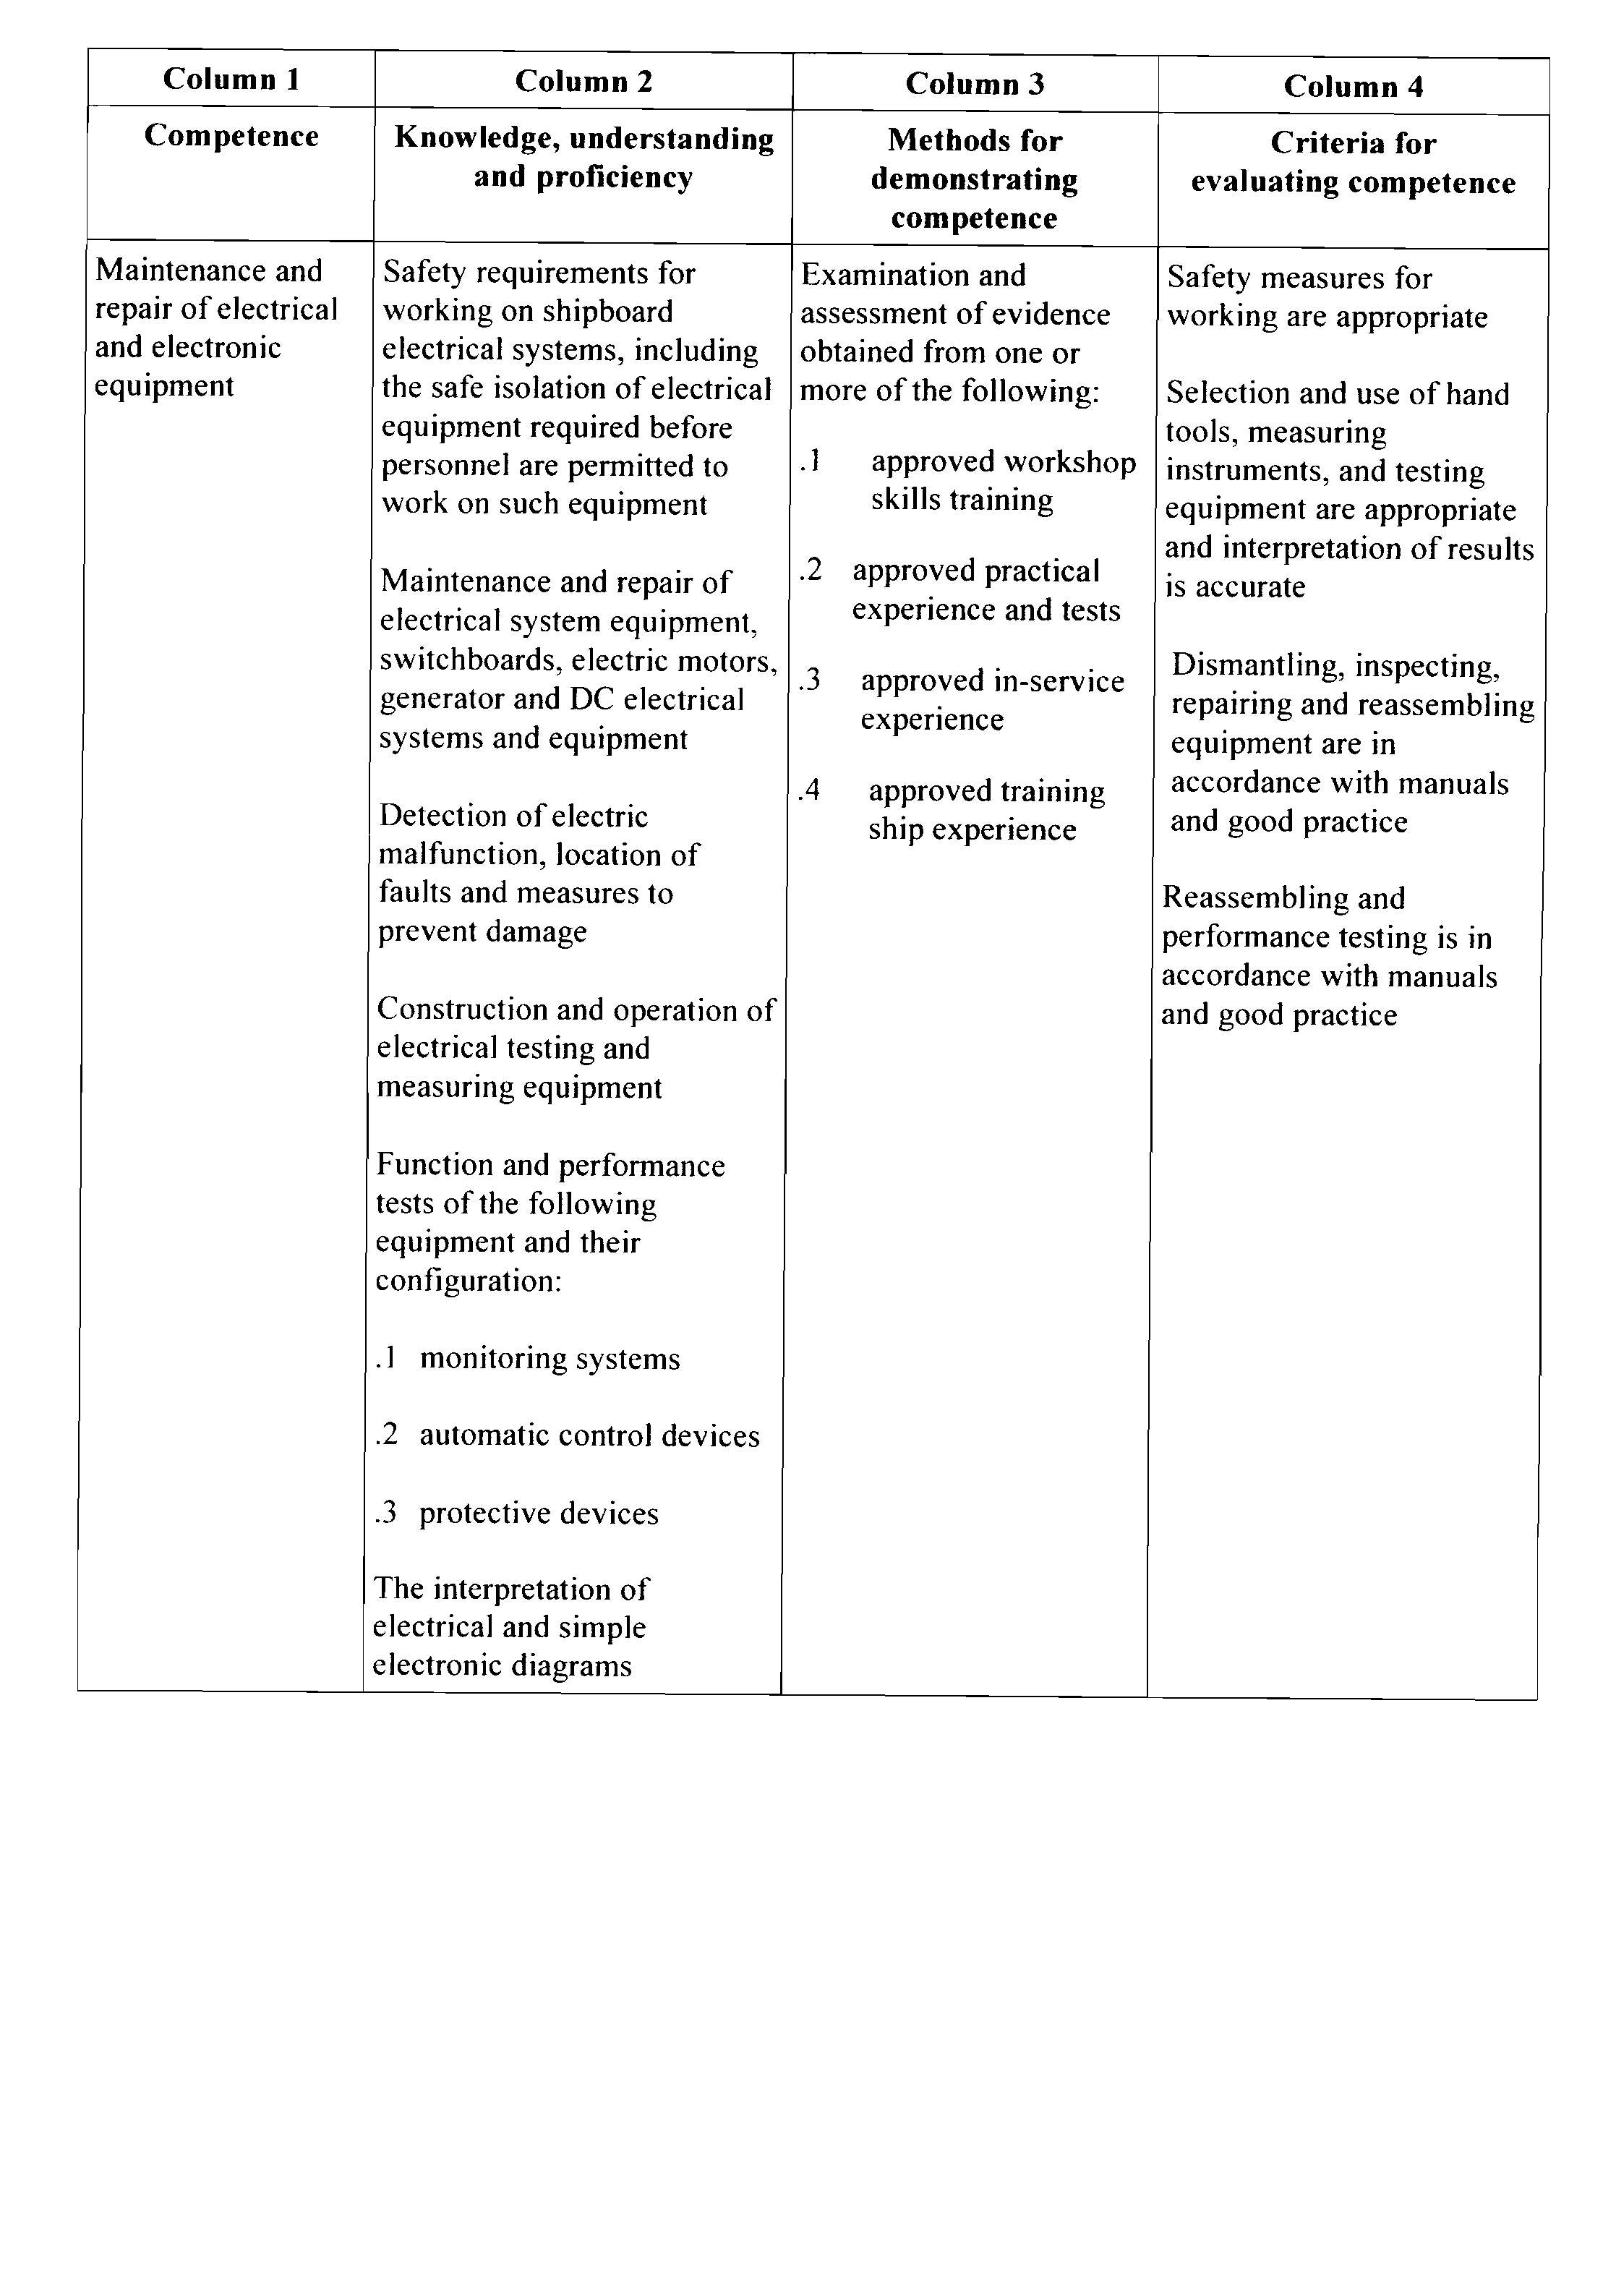 Column 1
Column 2
Column 3
Column 4
Competence
Knowledge, understanding
and proficiency
Methods for
demonstrating
competence
Criteria for
evaluating competence
Maintenance and
repair of electrical
and electronic
equipment
Safety requirements for
working on shipboard
electrical systems, including
the safe isolation of electrical
equipment required before
personnel are permitted to
work on such equipment
Maintenance and repair of
electrical system equipment,
switchboards, electric motors,
generator and DC electrical
systems and equipment
Detection of electric
malfunction, location of
faults and measures to
prevent damage
Construction and operation of
electrical testing and
measuring equipment
Function and performance
tests of the following
equipment and their
configuration:
.1 monitoring systems
.2 automatic control devices
.3 protective devices
The interpretation of
electrical and simple
electronic diagrams
Examination and
assessment of evidence
obtained from one or
more of the following:
.1 approved workshop
skills training
.2 approved practical
experience and tests
.3 approved in-service
experience
.4 approved training
ship experience
Safety measures for
working are appropriate
Selection and use of hand
tools, measuring
instruments, and testing
equipment are appropriate
and interpretation of results
is accurate
Dismantling, inspecting,
repairing and reassembling
equipment are in
accordance with manuals
and good practice
Reassembling and
performance testing is in
accordance with manuals
and good practice